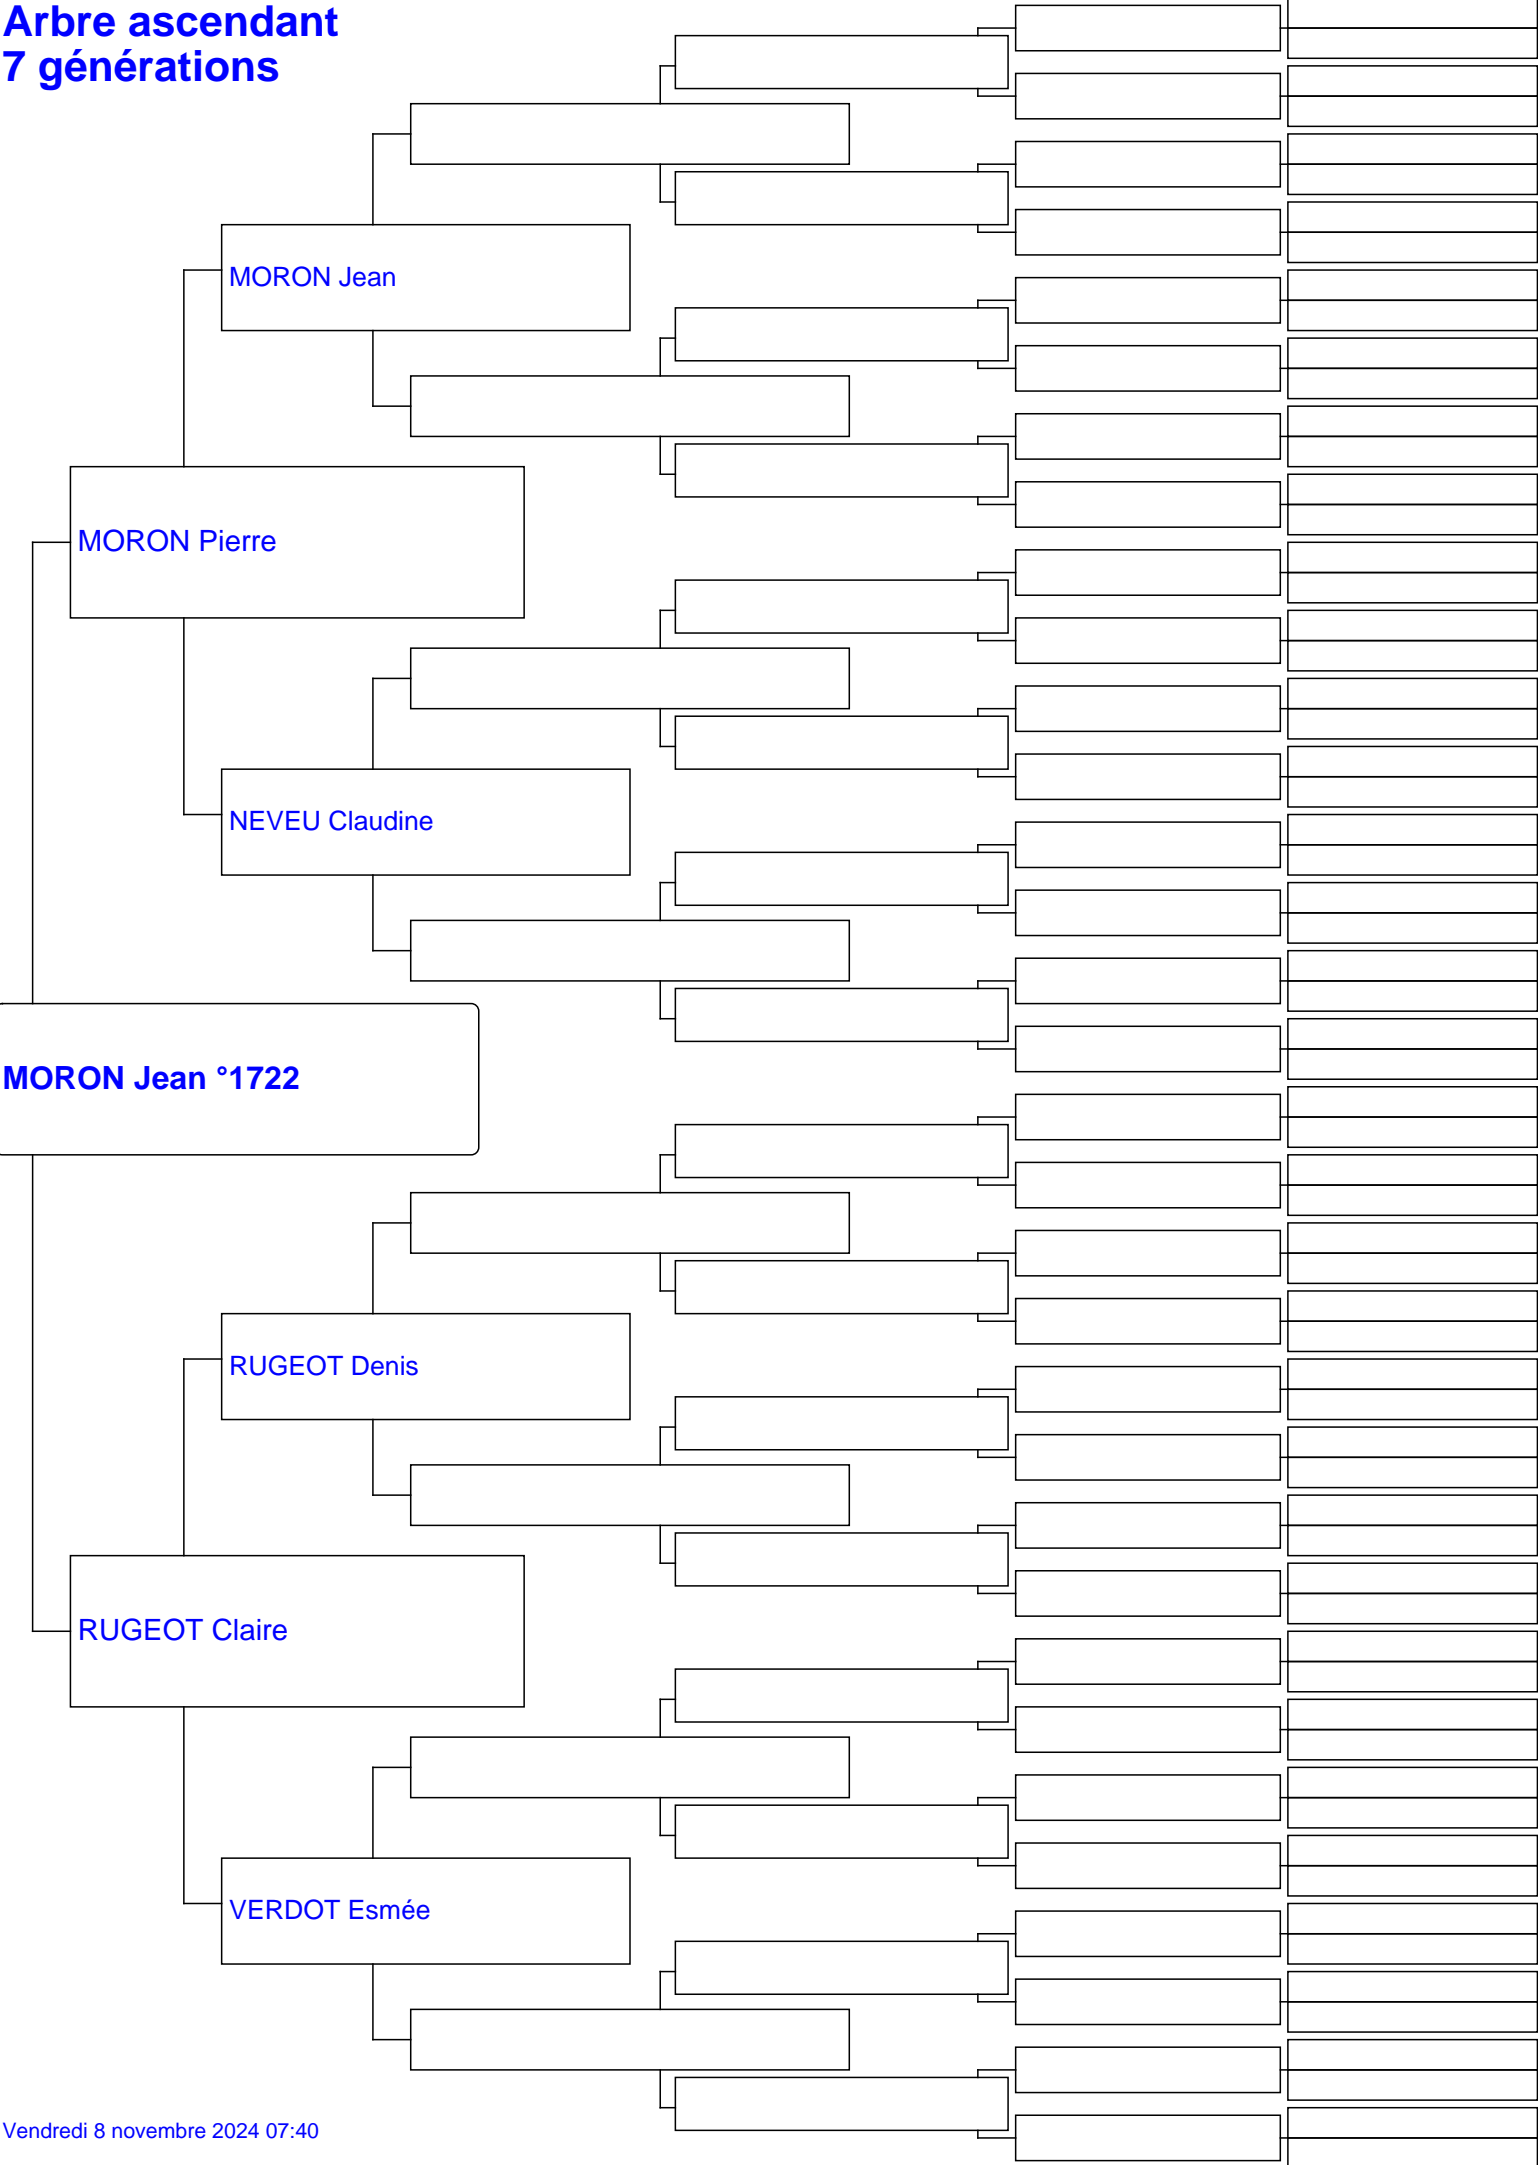 Arbre ascendant
7 générations
MORON Jean
MORON Pierre
NEVEU Claudine
MORON Jean °1722
RUGEOT Denis
RUGEOT Claire
VERDOT Esmée
Vendredi 8 novembre 2024 07:40